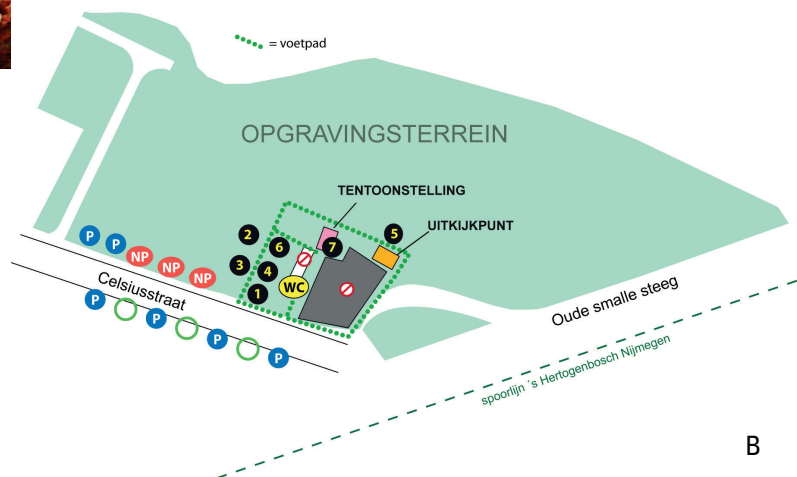 = voetpad
OPGRAVINGSTERREIN
TENTOONSTELLING
UITKIJKPUNT
2
5
6
7
3
4
1
WC
P
P
NP
NP
NP
Celsiusstraat
P
P
P
P
Oude smalle steeg
spoorlijn ´s Hertogenbosch Nijmegen
B